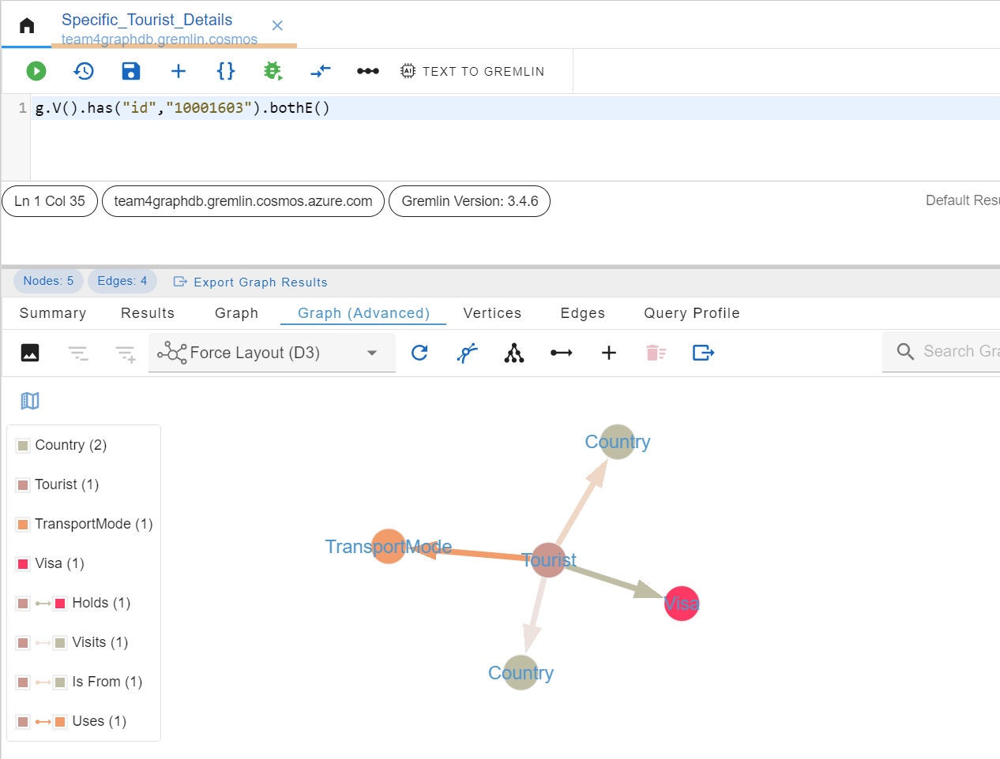 Specific_Tourist_Details
team4graphdb.gremlin.cosmos
AI TEXT TO GREMLIN
1 g.V().has("id","10001603").bothE()
Ln 1 Col 35 team4graphdb.gremlin.cosmos.azure.com Gremlin Version: 3.4.6 Default Resu
Nodes: 5 Edges: 4 Export Graph Results
Summary Results Graph Graph (Advanced) Vertices Edges Query Profile
Force Layout (D3) Search Gra
Country (2)
Tourist (1)
TransportMode (1)
Visa (1)
Holds (1)
Visits (1)
Is From (1)
Uses (1)
Country
TransportMode
Tourist
Visa
Country